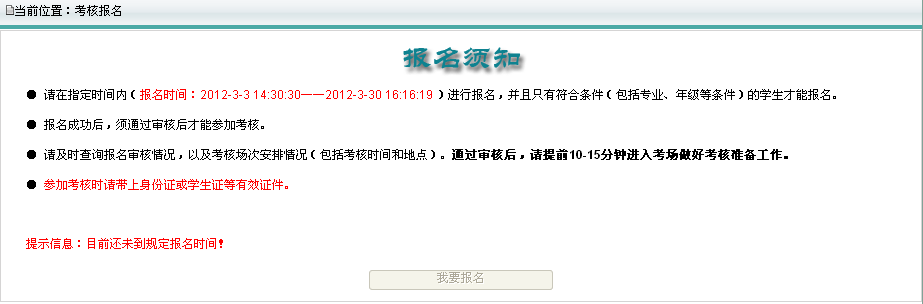 当前位置：考核报名
报名须知
● 请在指定时间内（报名时间：2012-3-3 14:30:30——2012-3-30 16:16:19 ）进行报名，并且只有符合条件（包括专业、年级等条件）的学生才能报名。
● 报名成功后，须通过审核后才能参加考核。
● 请及时查询报名审核情况，以及考核场次安排情况（包括考核时间和地点）。通过审核后，请提前10-15分钟进入考场做好考核准备工作。
● 参加考核时请带上身份证或学生证等有效证件。
提示信息：目前还未到规定报名时间！
我要报名